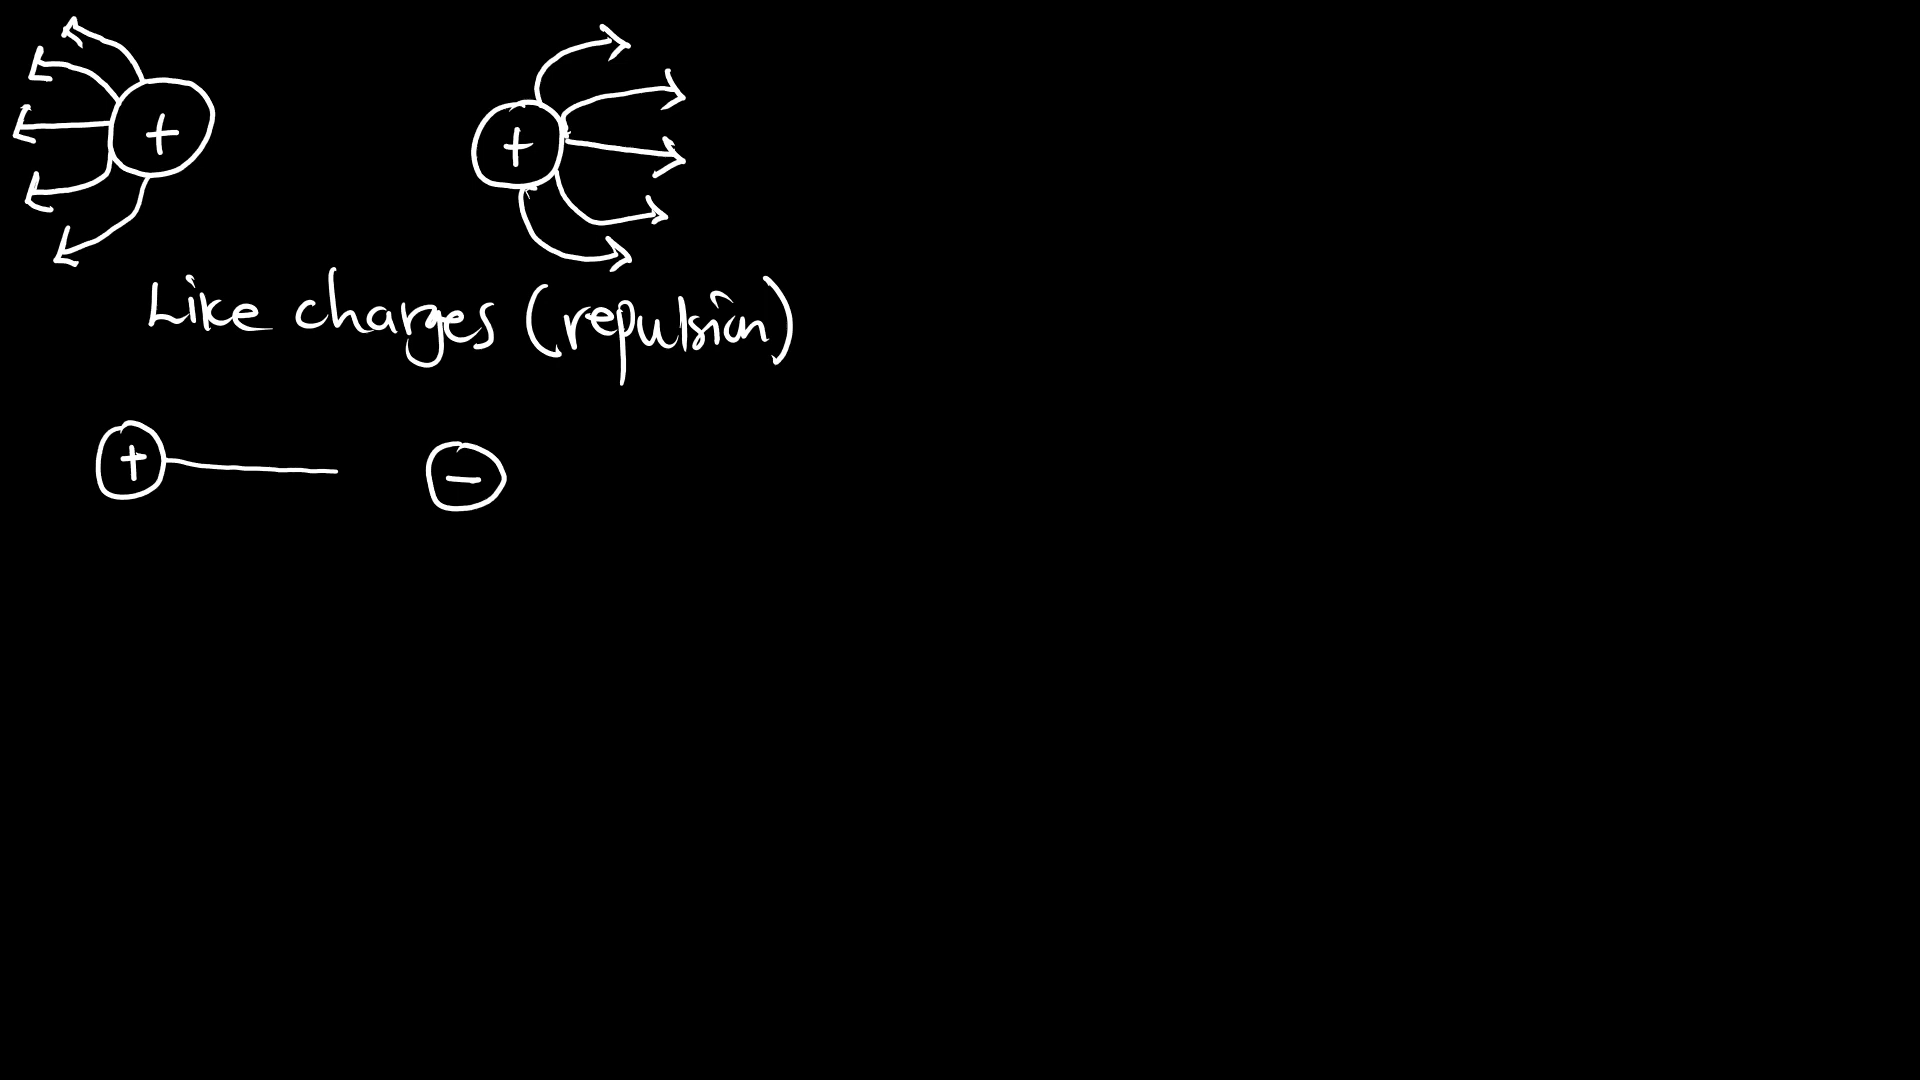 + +
Like charges (repulsion)
+ −